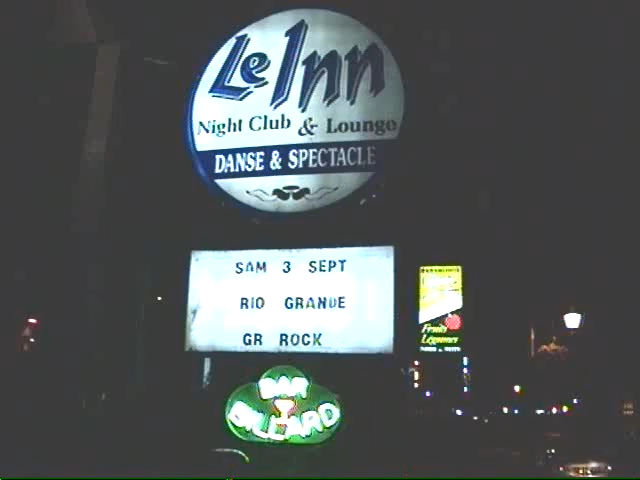 Le Inn
Night Club & Lounge
DANSE & SPECTACLE
SAM 3 SEPT
RIO GRANDE
GR ROCK
Fruits
Légumes
BAR
BILLARD